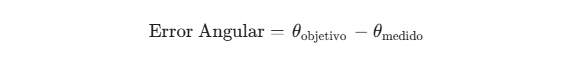 Error Angular = θ_objetivo − θ_medido